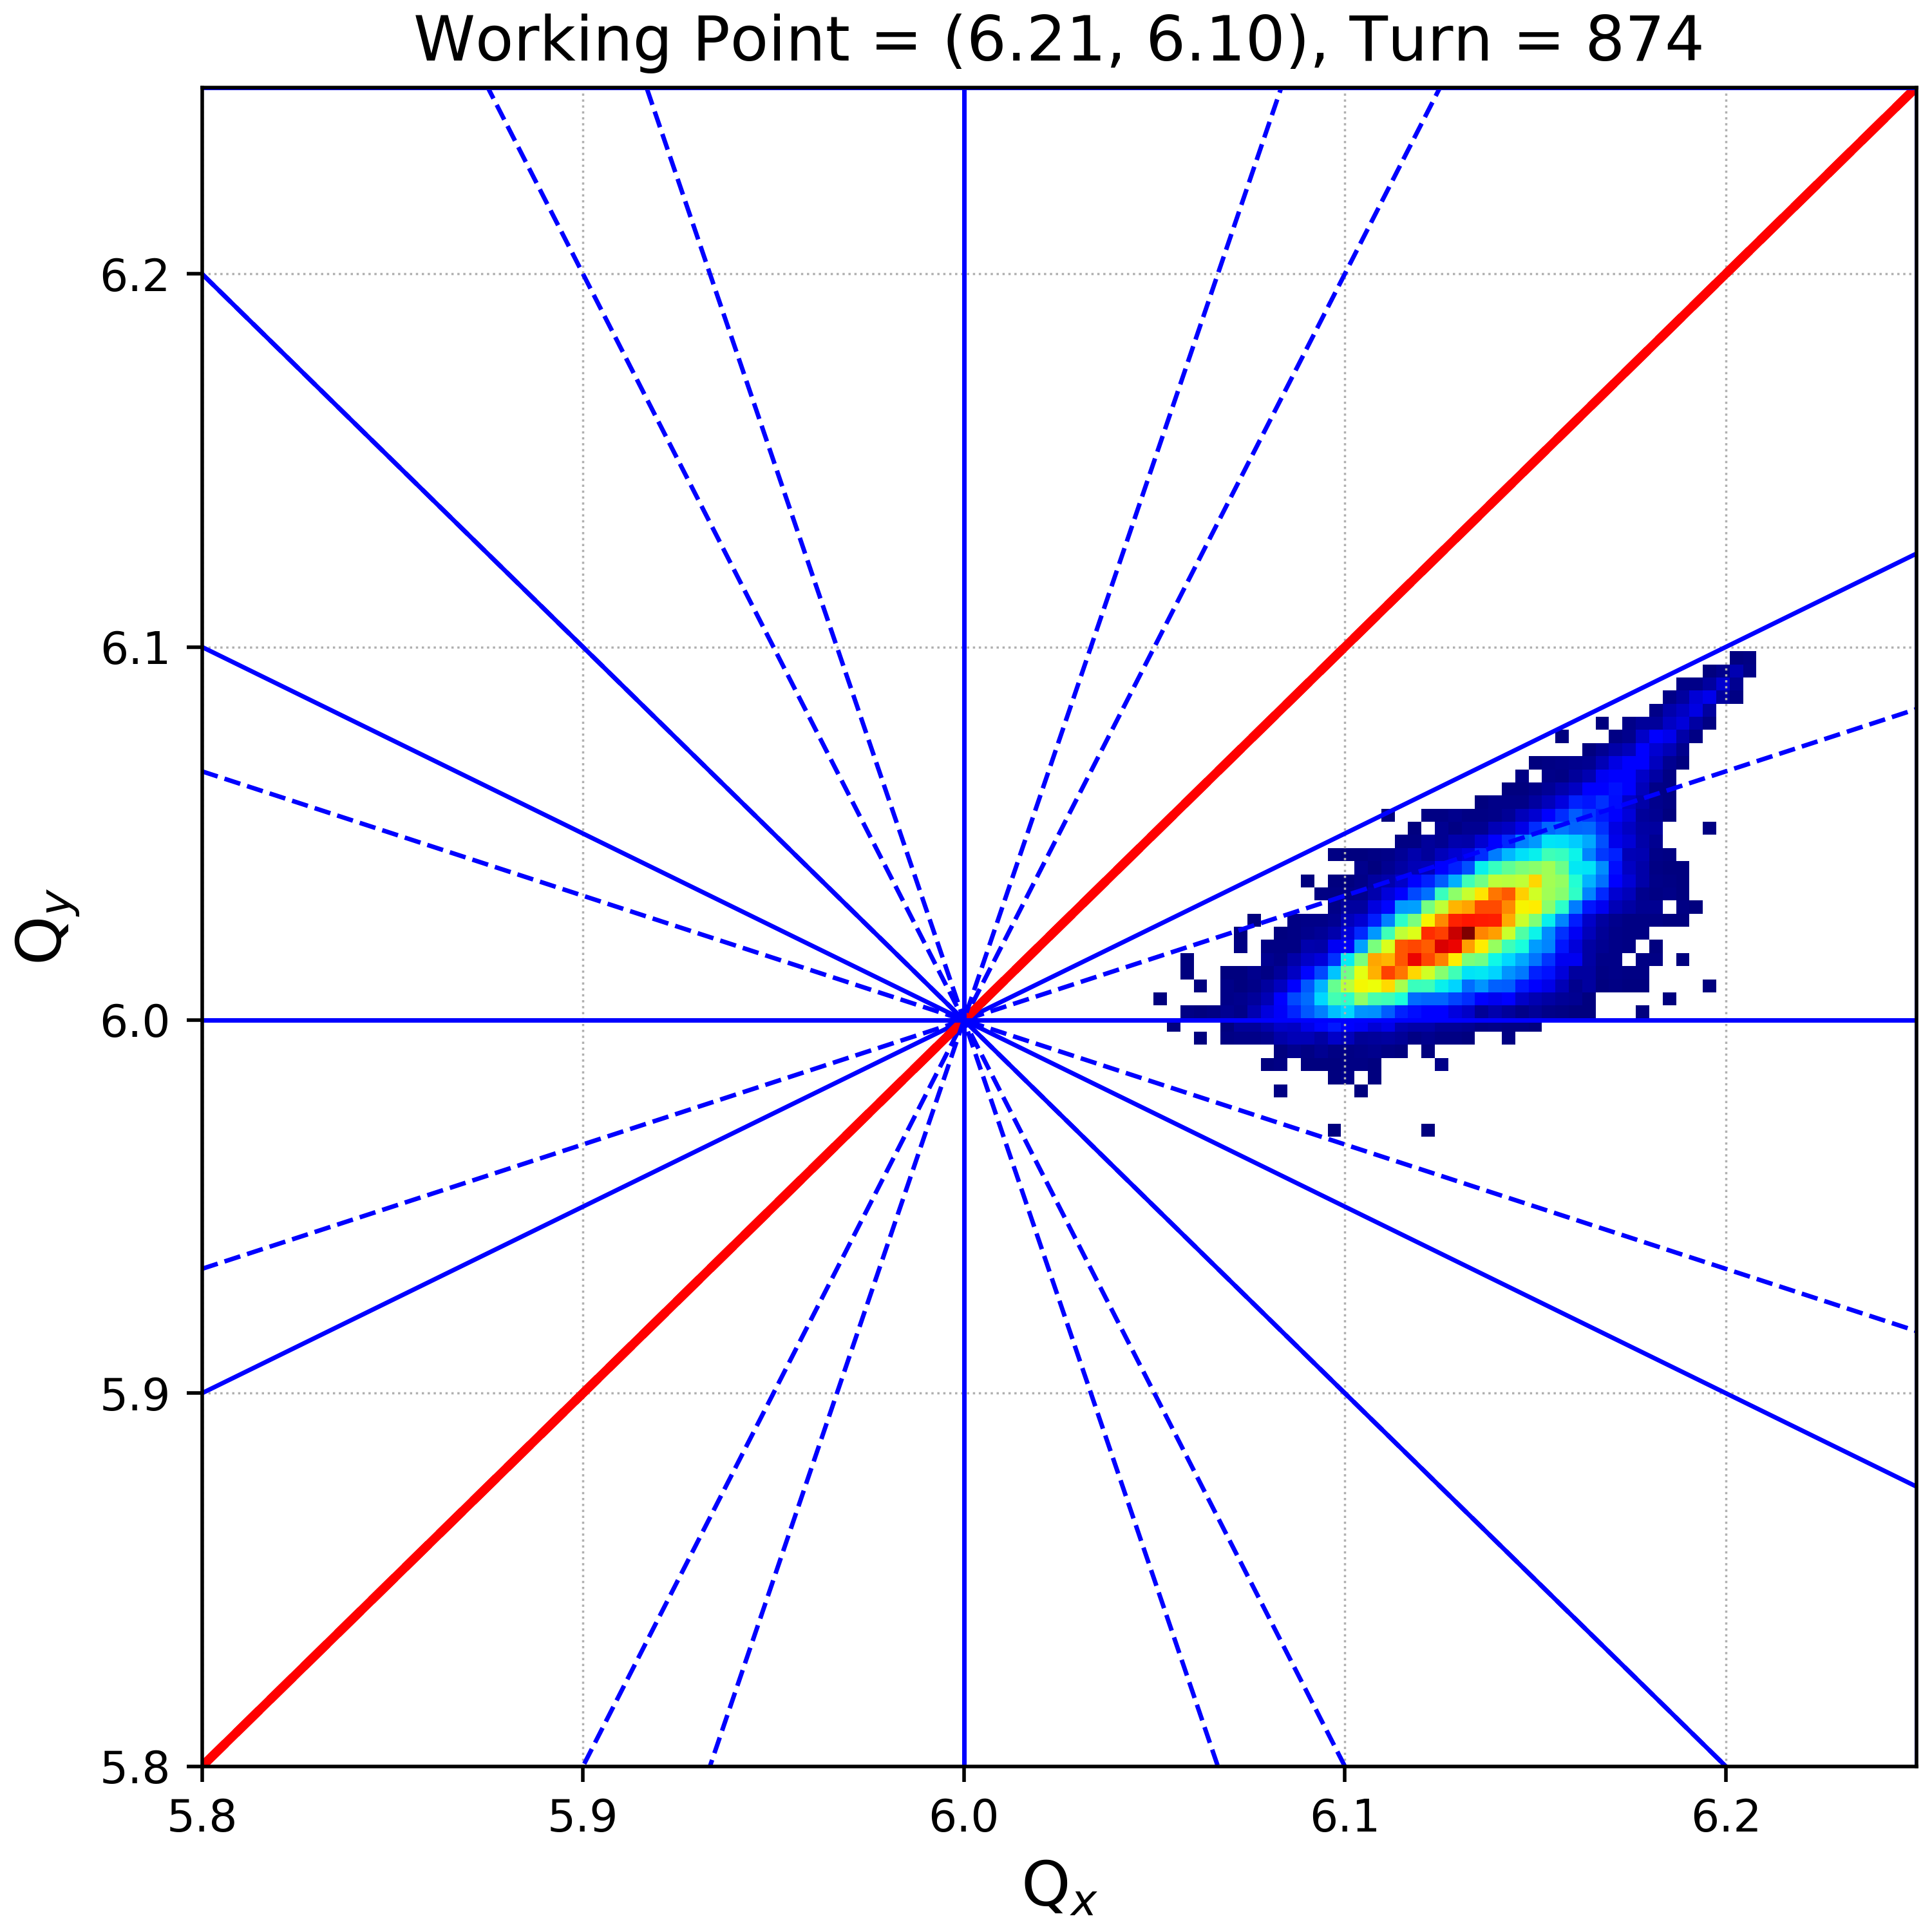 Working Point = (6.21, 6.10), Turn = 874
6.2
6.1
6.0
5.9
5.8
Qy
5.8 5.9 6.0 6.1 6.2
Qx